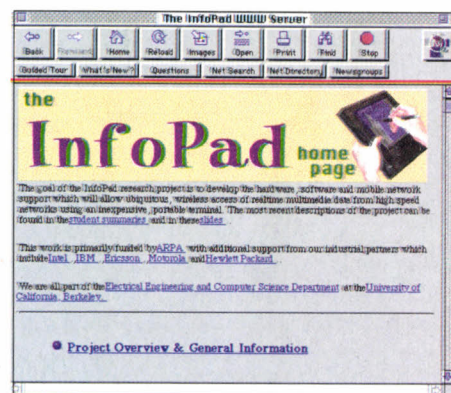 The InfoPad WWW Server
Back Forward Home Reload Images Open Print Find Stop
Guided Tour What's New? Questions Net Search Net Directory Newsgroups
the
InfoPad home
page
The goal of the InfoPad research project is to develop the hardware, software and mobile network
support which will allow ubiquitous, wireless access of realtime multimedia data from high speed
networks using an inexpensive, portable terminal. The most recent descriptions of the project can be
found in the student summaries and in these slides .
This work is primarily funded by ARPA, with additional support from our industrial partners which
include Intel , IBM , Ericsson , Motorola and Hewlett Packard .
We are all part of the Electrical Engineering and Computer Science Department at the University of
California, Berkeley.
Project Overview & General Information